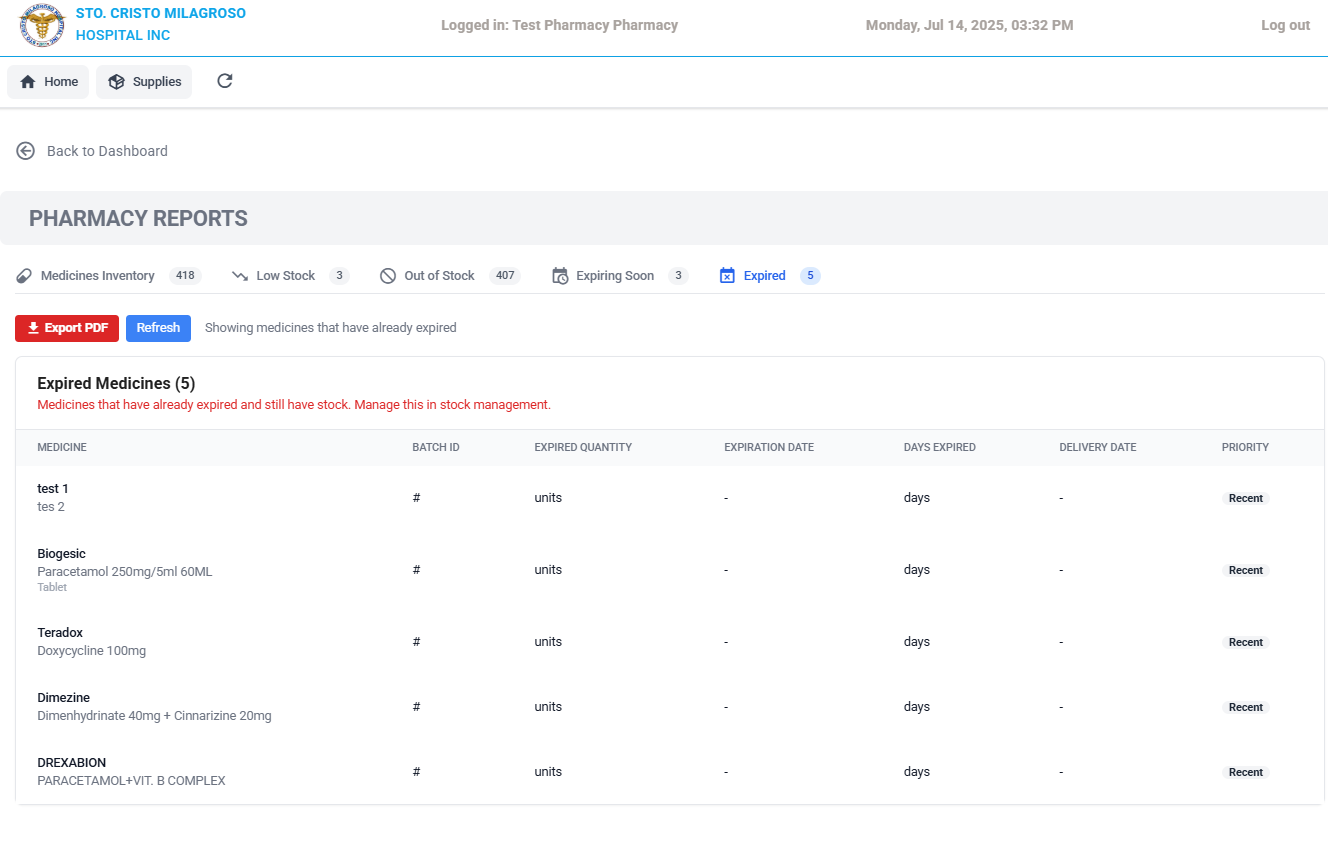 STO. CRISTO MILAGROSO
HOSPITAL INC
Logged in: Test Pharmacy Pharmacy
Monday, Jul 14, 2025, 03:32 PM
Log out
Home
Supplies
Back to Dashboard
PHARMACY REPORTS
Medicines Inventory 418
Low Stock 3
Out of Stock 407
Expiring Soon 3
Expired 5
Export PDF
Refresh
Showing medicines that have already expired
Expired Medicines (5)
Medicines that have already expired and still have stock. Manage this in stock management.
MEDICINE BATCH ID EXPIRED QUANTITY EXPIRATION DATE DAYS EXPIRED DELIVERY DATE PRIORITY
test 1
tes 2
# units - days - Recent
Biogesic
Paracetamol 250mg/5ml 60ML
Tablet
# units - days - Recent
Teradox
Doxycycline 100mg
# units - days - Recent
Dimezine
Dimenhydrinate 40mg + Cinnarizine 20mg
# units - days - Recent
DREXABION
PARACETAMOL+VIT. B COMPLEX
# units - days - Recent